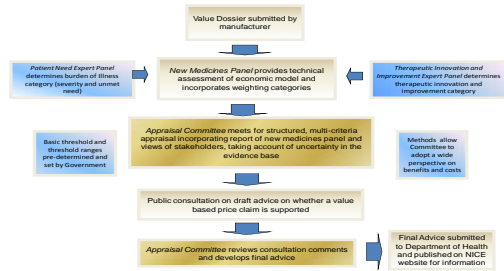 Value Dossier submitted by
manufacturer
Patient Need Expert Panel
determines burden of Illness
category (severity and unmet
need)
New Medicines Panel provides technical
assessment of economic model and
incorporates weighting categories
Therapeutic Innovation and
Improvement Expert Panel determines
therapeutic innovation and
improvement category
Basic threshold and
threshold ranges
pre-determined and
set by Government
Appraisal Committee meets for structured, multi-criteria
appraisal incorporating report of new medicines panel and
views of stakeholders, taking account of uncertainty in the
evidence base
Methods allow
Committee to
adopt a wide
perspective on
benefits and costs
Public consultation on draft advice on whether a value
based price claim is supported
Appraisal Committee reviews consultation comments
and develops final advice
Final Advice submitted
to Department of Health
and published on NICE
website for information